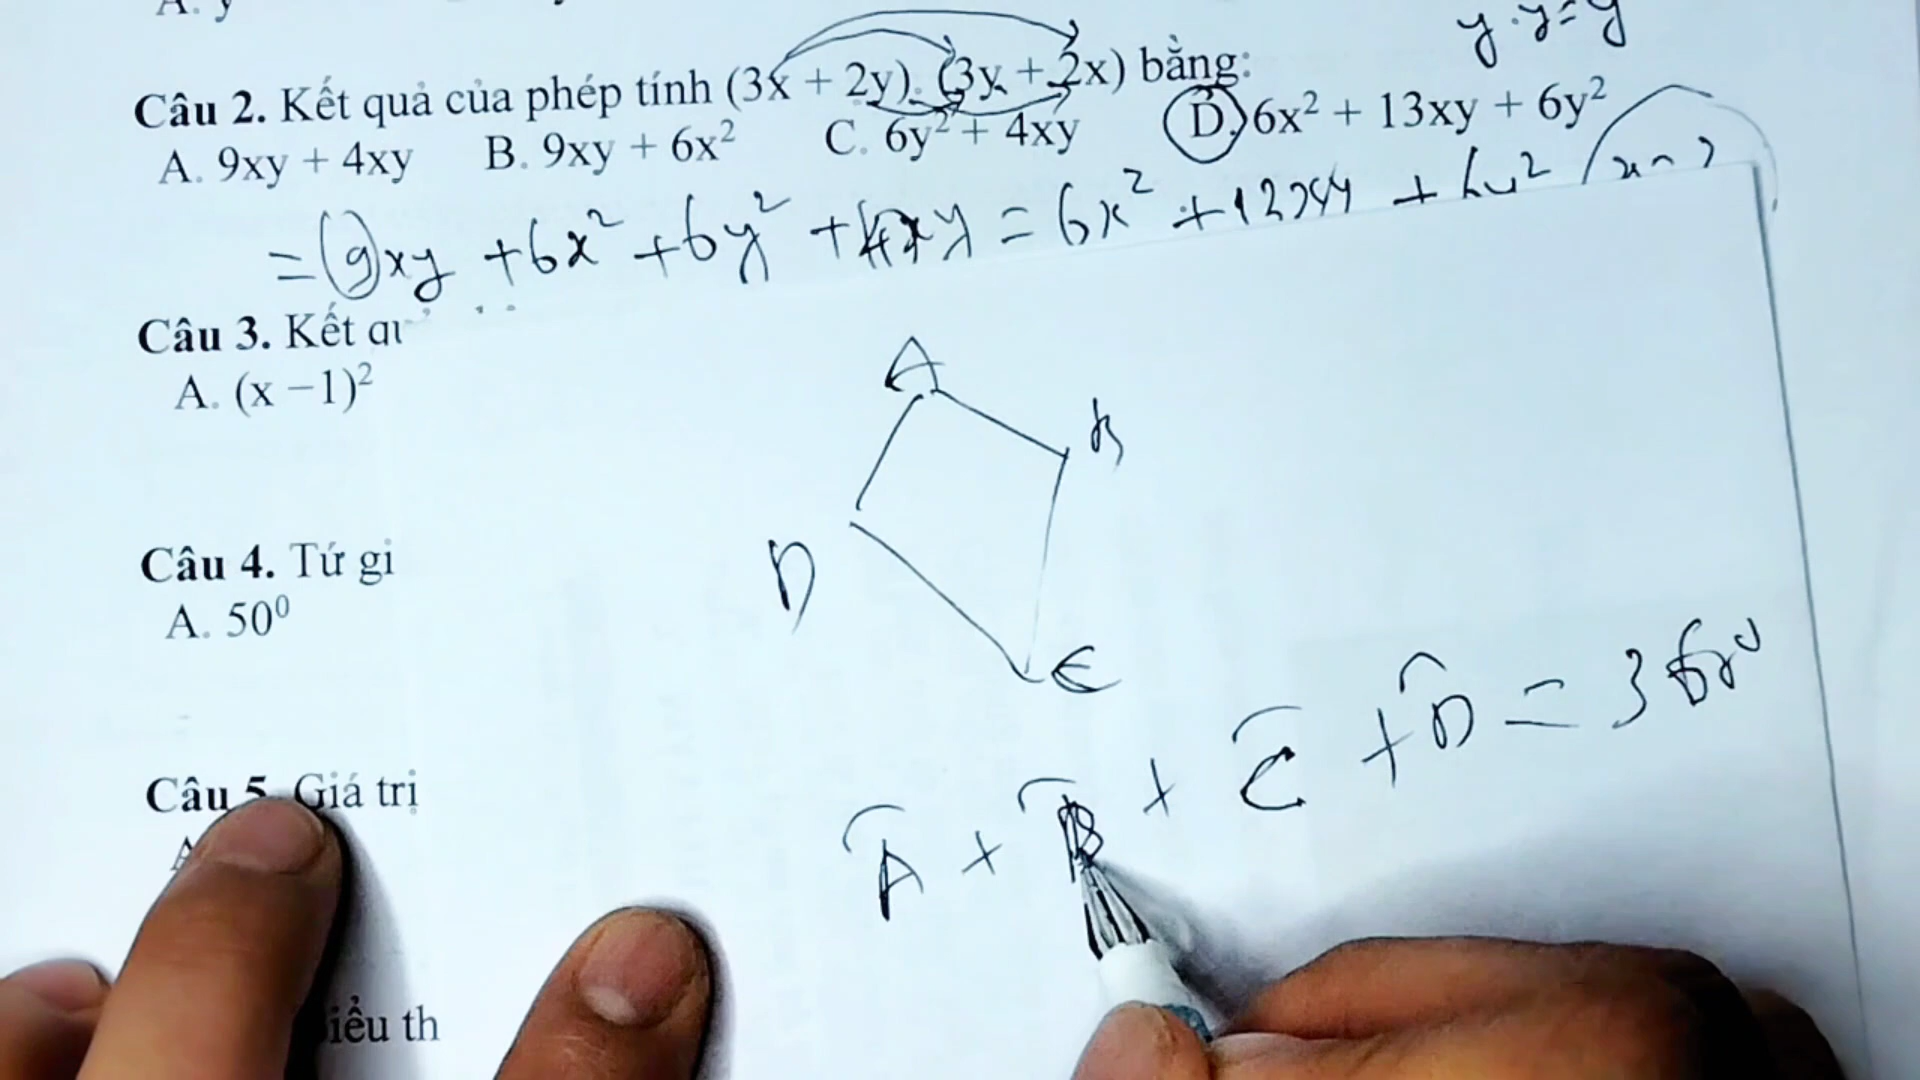 A. y
y . y = y
Câu 2. Kết quả của phép tính (3x + 2y). (3y + 2x) bằng:
A. 9xy + 4xy B. 9xy + 6x² C. 6y² + 4xy D. 6x² + 13xy + 6y²
= 9xy + 6x² + 6y² + 4xy = 6x² + 13xy + 6y²
Câu 3. Kết
A. (x – 1)²
A
B
D
C
Câu 4. Tứ gi
A. 50⁰
Â + B̂ + Ĉ + D̂ = 360⁰
Câu 5. Giá trị
A
iểu th